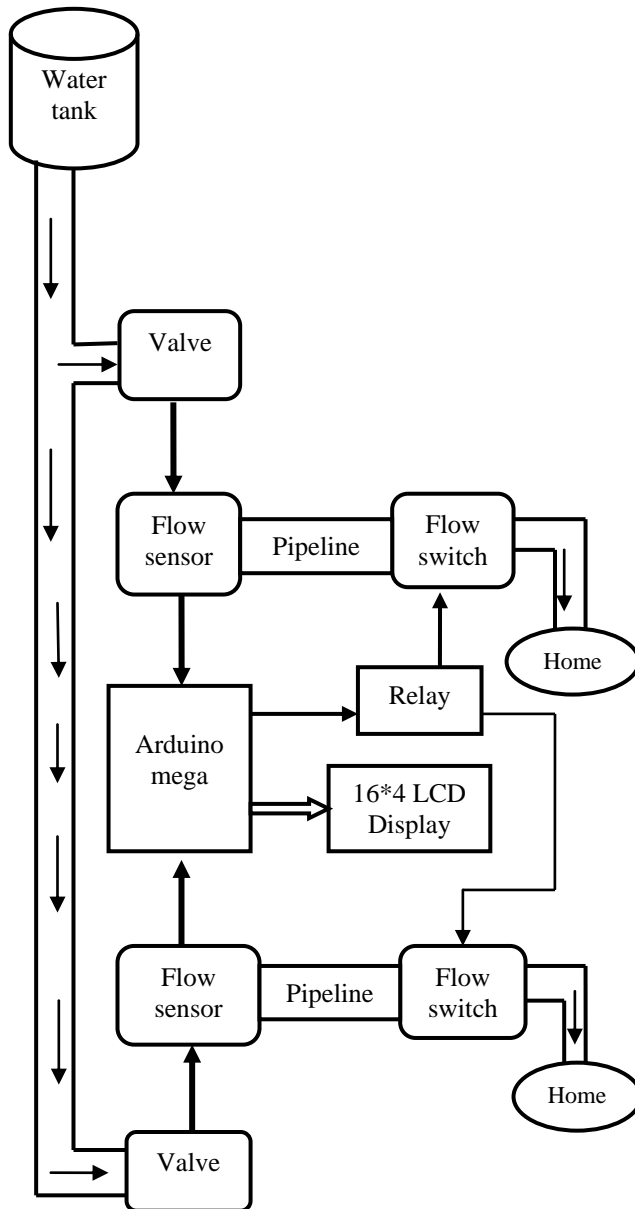 Water
tank
Valve
Flow
sensor
Pipeline
Flow
switch
Home
Relay
Arduino
mega
16*4 LCD
Display
Flow
sensor
Pipeline
Flow
switch
Home
Valve